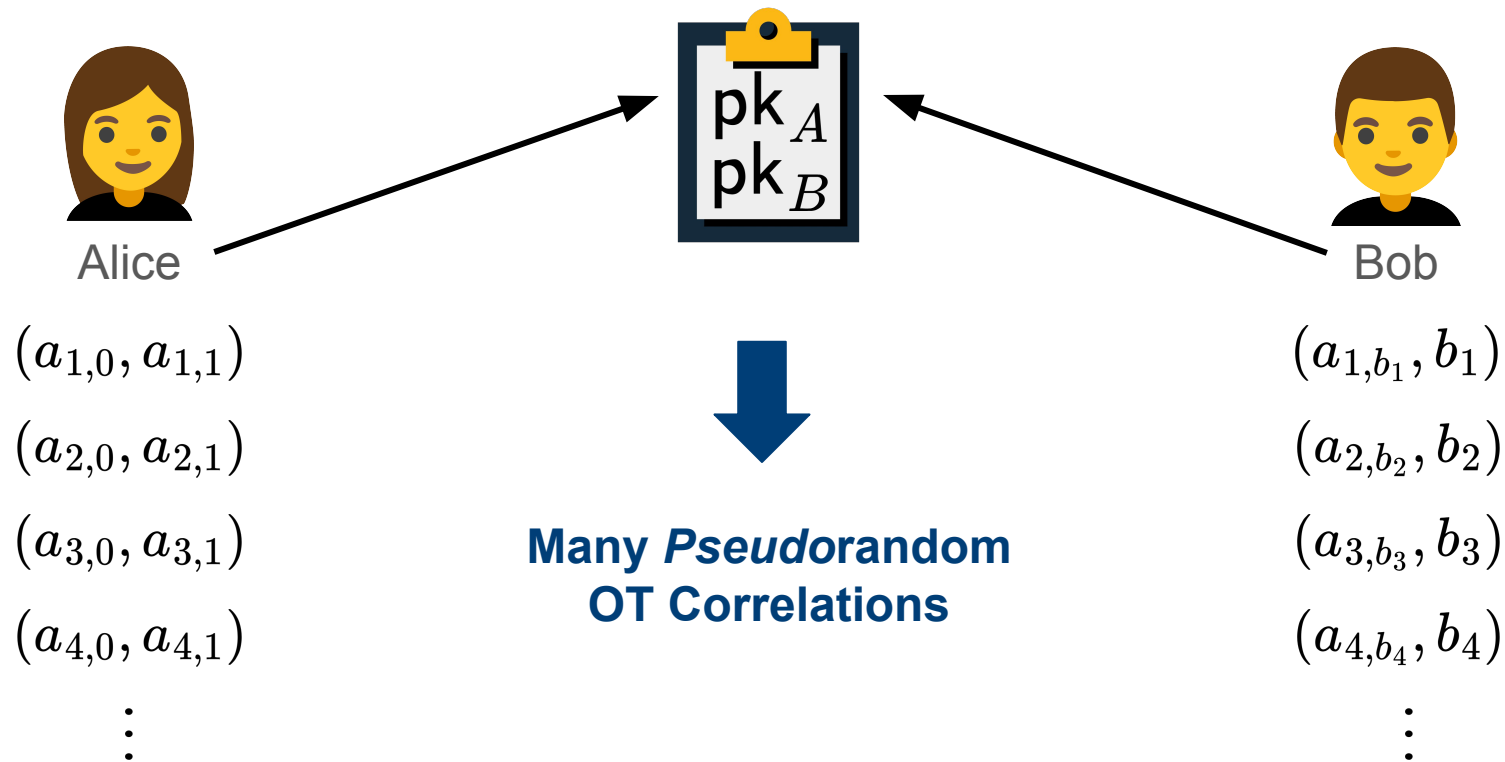 pk_A
pk_B
Alice
Bob
(a_{1,0}, a_{1,1})
(a_{1,b_1}, b_1)
(a_{2,0}, a_{2,1})
(a_{2,b_2}, b_2)
Many Pseudorandom
OT Correlations
(a_{3,0}, a_{3,1})
(a_{3,b_3}, b_3)
(a_{4,0}, a_{4,1})
(a_{4,b_4}, b_4)
⋮
⋮